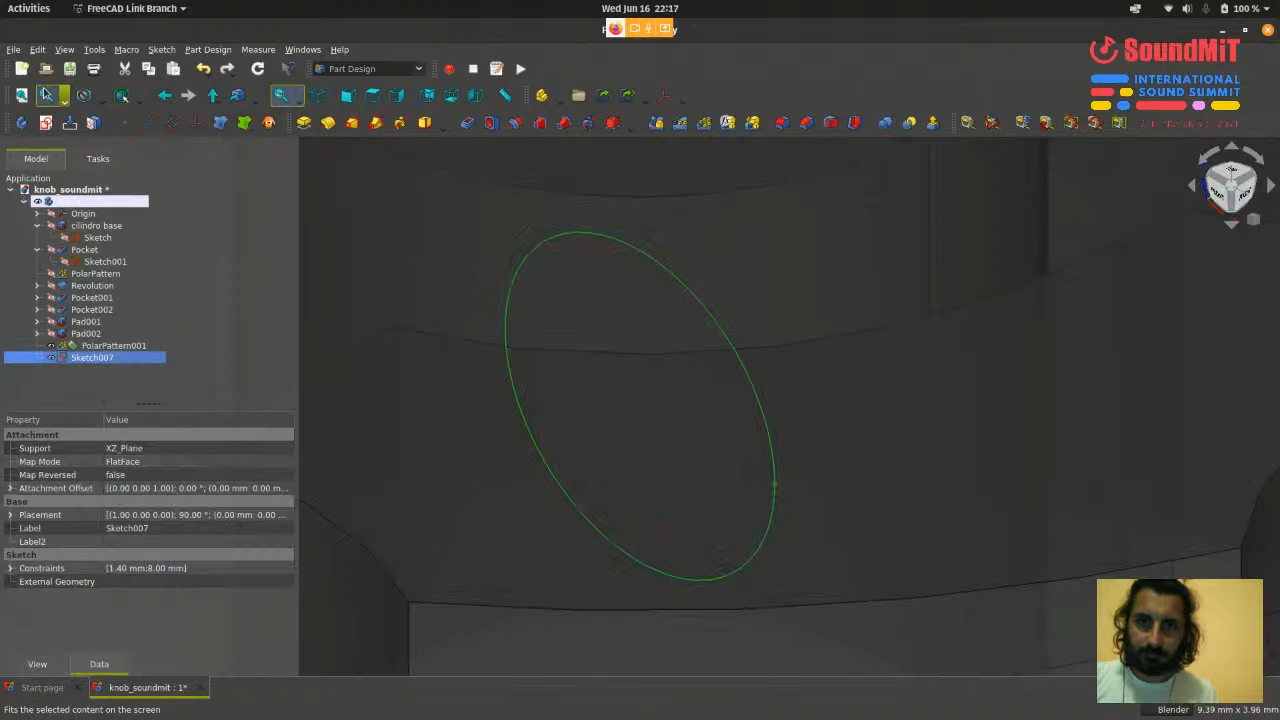 Activities
FreeCAD Link Branch
Wed Jun 16 22:17
100 %
File Edit View Tools Macro Sketch Part Design Measure Windows Help
SoundMiT
INTERNATIONAL
SOUND SUMMIT
Part Design
Model
Tasks
Application
knob_soundmit *
Origin
cilindro base
Sketch
Pocket
Sketch001
PolarPattern
Revolution
Pocket001
Pocket002
Pad001
Pad002
PolarPattern001
Sketch007
Property Value
Attachment
Support XZ_Plane
Map Mode FlatFace
Map Reversed false
Attachment Offset [(0.00 0.00 1.00); 0.00 °; (0.00 mm 0.00 m...
Base
Placement [(1.00 0.00 0.00); 90.00 °; (0.00 mm 0.00 ...
Label Sketch007
Label2
Sketch
Constraints [1.40 mm;8.00 mm]
External Geometry
View
Data
Start page
knob_soundmit : 1*
Fits the selected content on the screen
Blender 9.39 mm x 3.96 mm